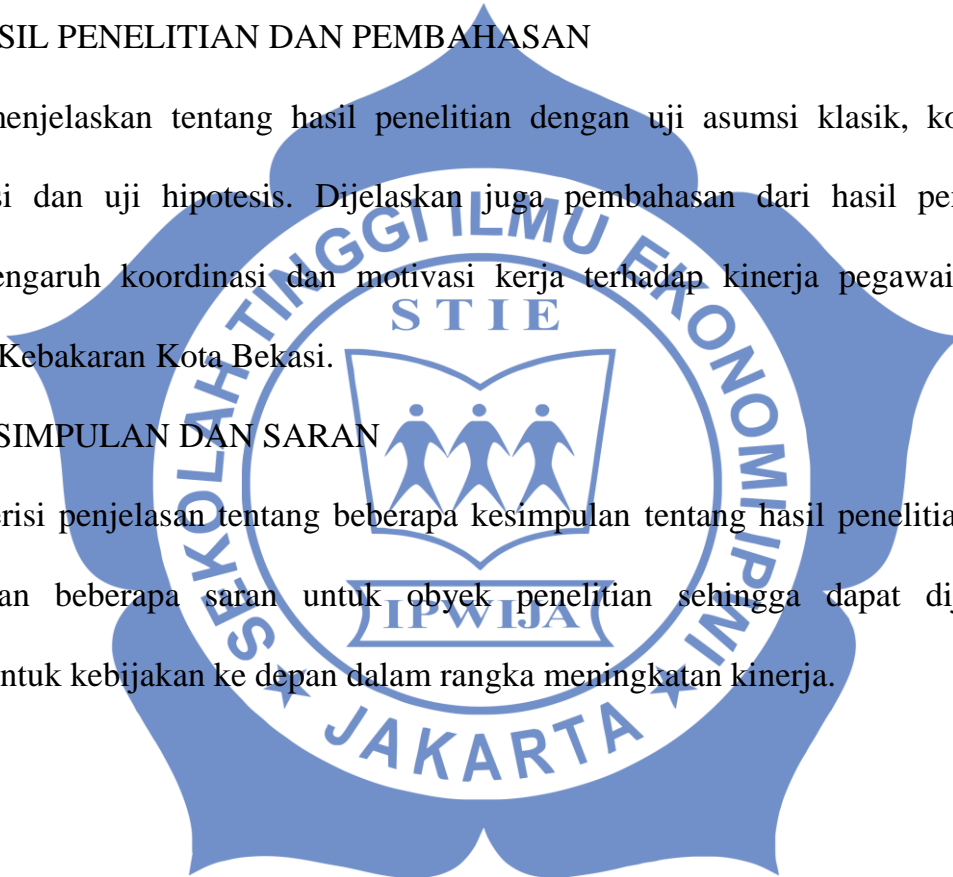 SIL PENELITIAN DAN PEMBAHASAN
menjelaskan tentang hasil penelitian dengan uji asumsi klasik, ko
si dan uji hipotesis. Dijelaskan juga pembahasan dari hasil pe
engaruh koordinasi dan motivasi kerja terhadap kinerja pegawai
Kebakaran Kota Bekasi.
SIMPULAN DAN SARAN
erisi penjelasan tentang beberapa kesimpulan tentang hasil penelitia
an beberapa saran untuk obyek penelitian sehingga dapat dij
ntuk kebijakan ke depan dalam rangka meningkatan kinerja.
SEKOLAH TINGGI ILMU EKONOMI IPWI
STIE
IPWIJA
JAKARTA